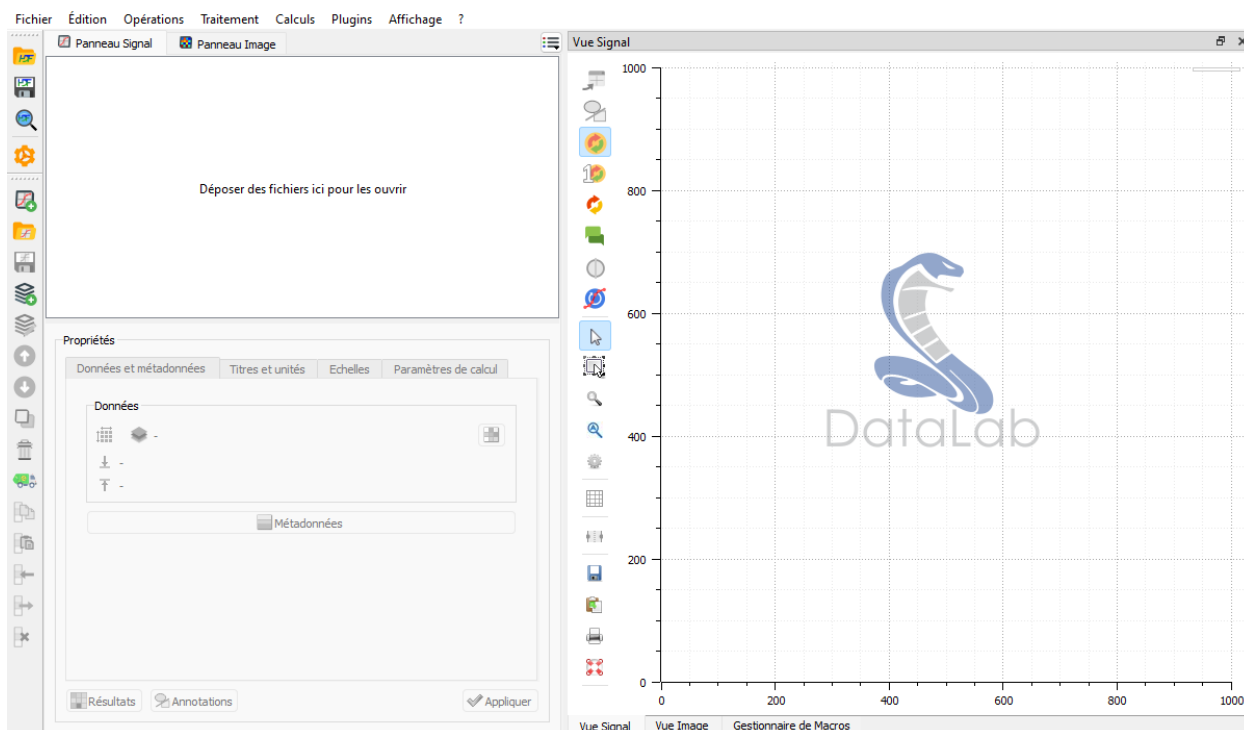 Fichier Édition Opérations Traitement Calculs Plugins Affichage ?
Panneau Signal Panneau Image
Déposer des fichiers ici pour les ouvrir
Propriétés
Données et métadonnées Titres et unités Echelles Paramètres de calcul
Données
-
-
-
Métadonnées
Résultats Annotations Appliquer
Vue Signal
1000
800
600
400
200
0
0 200 400 600 800 1000
DataLab
Vue Signal Vue Image Gestionnaire de Macros